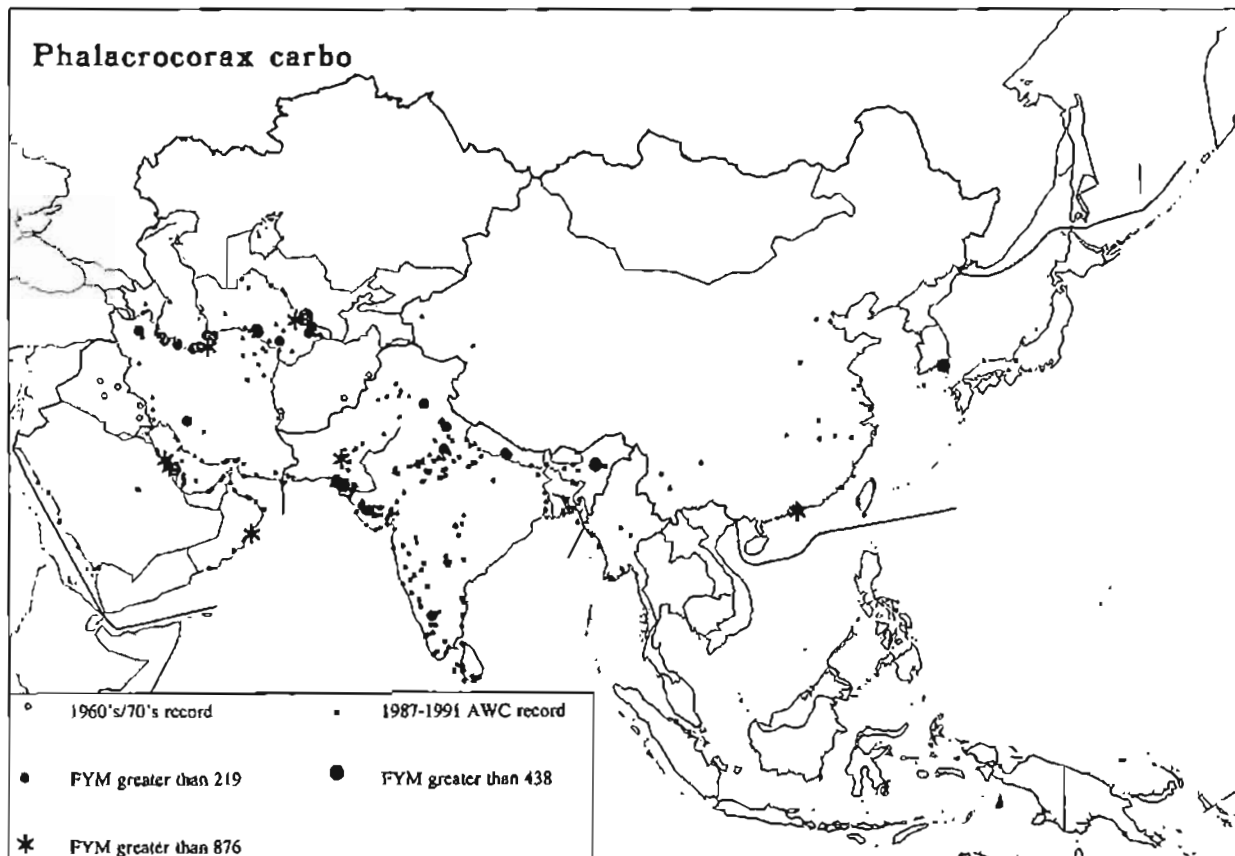 Phalacrocorax carbo
1960's/70's record
1987-1991 AWC record
FYM greater than 219
FYM greater than 438
FYM greater than 876